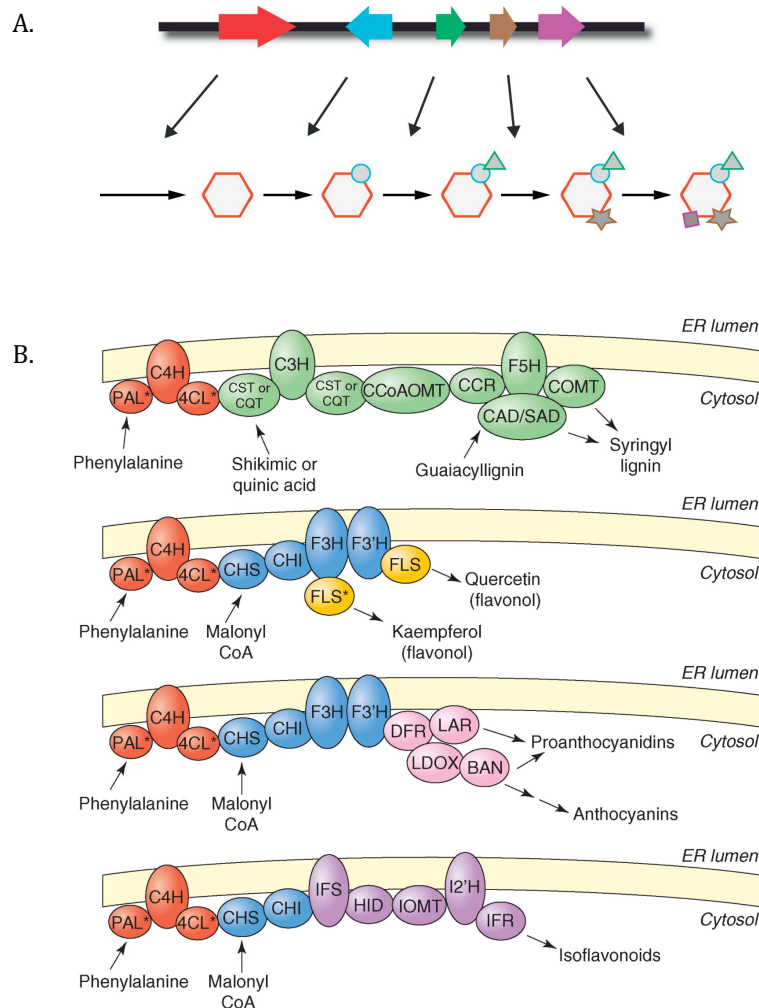 A.
B.
ER lumen
C4H
C3H
F5H
PAL*
4CL*
CST or
CQT
CST or
CQT
CCoAOMT
CCR
COMT
CAD/SAD
Cytosol
Phenylalanine
Shikimic or
quinic acid
Guaiacyllignin
Syringyl
lignin
ER lumen
C4H
F3H
F3'H
PAL*
4CL*
CHS
CHI
FLS
FLS*
Cytosol
Quercetin
(flavonol)
Phenylalanine
Malonyl
CoA
Kaempferol
(flavonol)
ER lumen
C4H
F3H
F3'H
PAL*
4CL*
CHS
CHI
DFR
LAR
LDOX
BAN
Proanthocyanidins
Cytosol
Phenylalanine
Malonyl
CoA
Anthocyanins
ER lumen
C4H
IFS
I2'H
PAL*
4CL*
CHS
CHI
HID
IOMT
IFR
Cytosol
Isoflavonoids
Phenylalanine
Malonyl
CoA